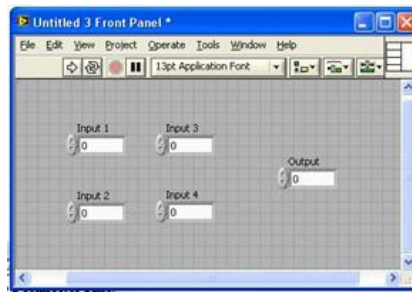 Untitled 3 Front Panel *
File Edit View Project Operate Tools Window Help
13pt Application Font
Input 1 Input 3
0 0
Output
0
Input 2 Input 4
0 0